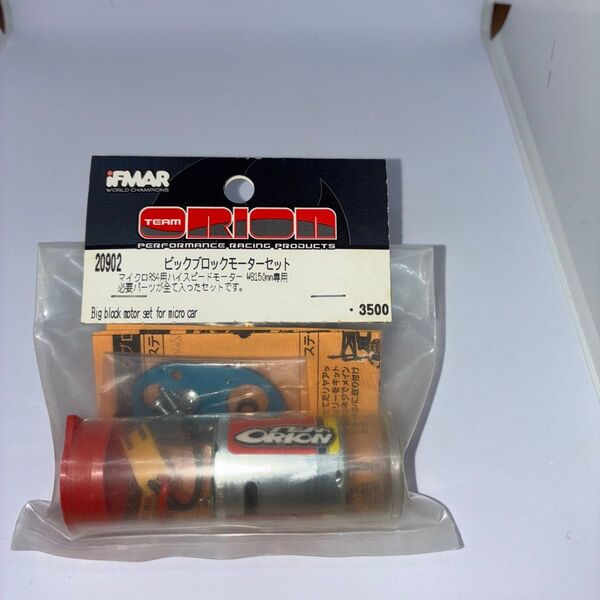 iFMAR
WORLD CHAMPIONS
TEAM
ORION
PERFORMANCE RACING PRODUCTS
20902 ビックブロックモーターセット
マイクロRS4用ハイスピードモーター WB150mm専用
必要パーツが全て入ったセットです。
Big block motor set for micro car
. 3500
TEAM
ORION